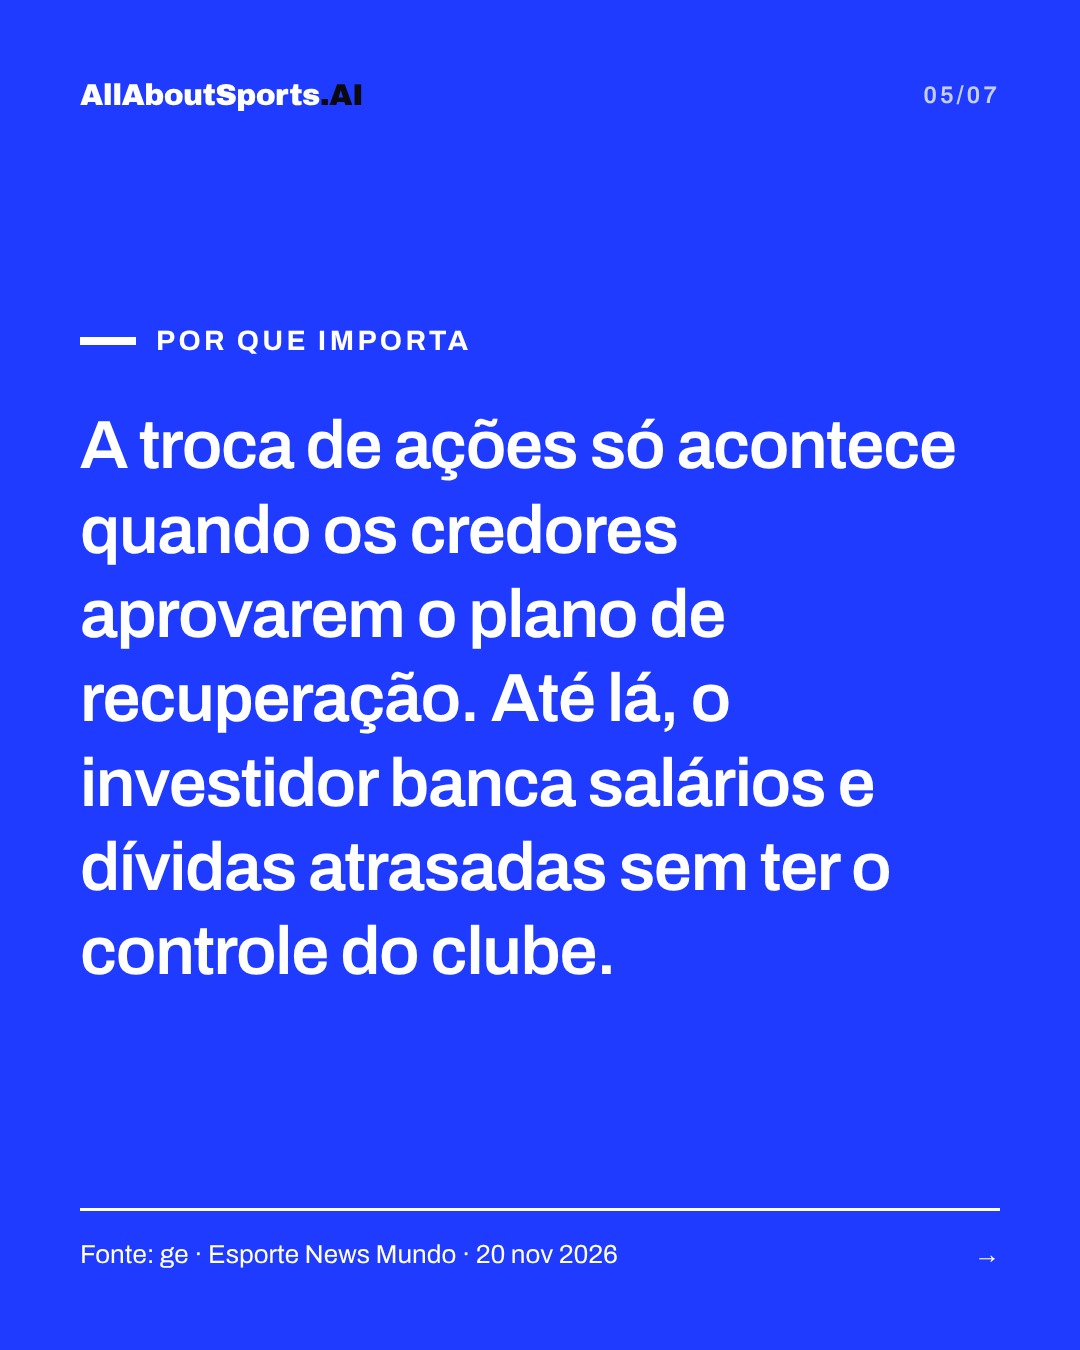 AllAboutSports.AI
05/07
POR QUE IMPORTA
A troca de ações só acontece
quando os credores
aprovarem o plano de
recuperação. Até lá, o
investidor banca salários e
dívidas atrasadas sem ter o
controle do clube.
Fonte: ge · Esporte News Mundo · 20 nov 2026
→